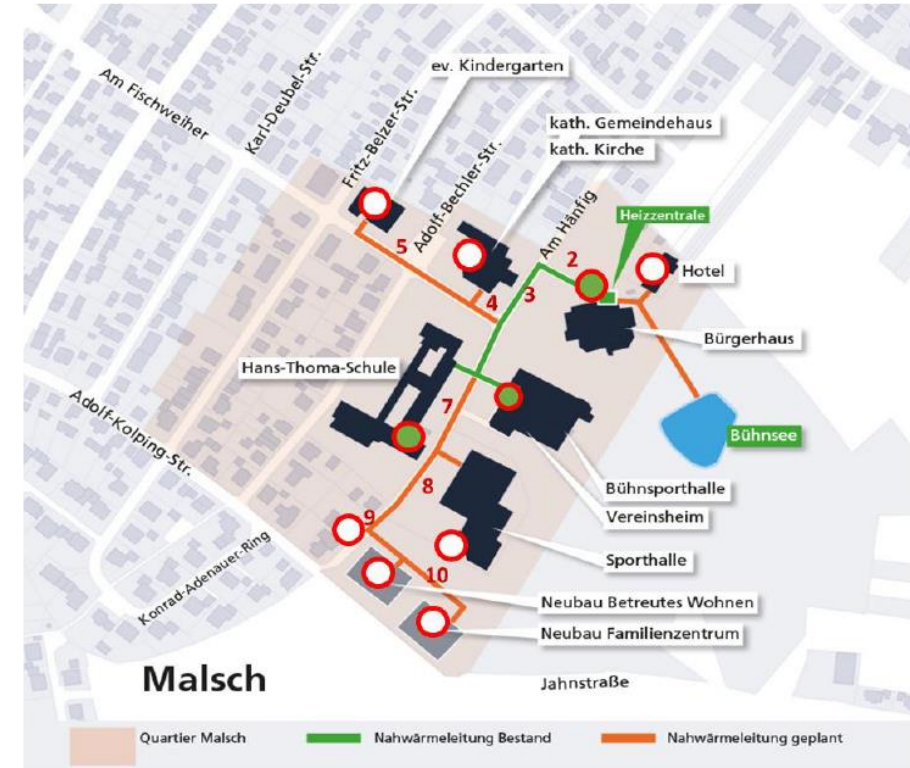 ev. Kindergarten
Am Fischweiher
Karl-Deubel-Str.
Fritz-Belzer-Str.
Adolf-Bechler-Str.
kath. Gemeindehaus
kath. Kirche
Am Hänfig
Heizzentrale
Hotel
5
2
3
4
Bürgerhaus
Hans-Thoma-Schule
7
Bühnsee
Adolf-Kolping-Str.
8
Bühnsporthalle
Vereinsheim
9
Sporthalle
Konrad-Adenauer-Ring
10
Neubau Betreutes Wohnen
Neubau Familienzentrum
Malsch
Jahnstraße
Quartier Malsch
Nahwärmeleitung Bestand
Nahwärmeleitung geplant